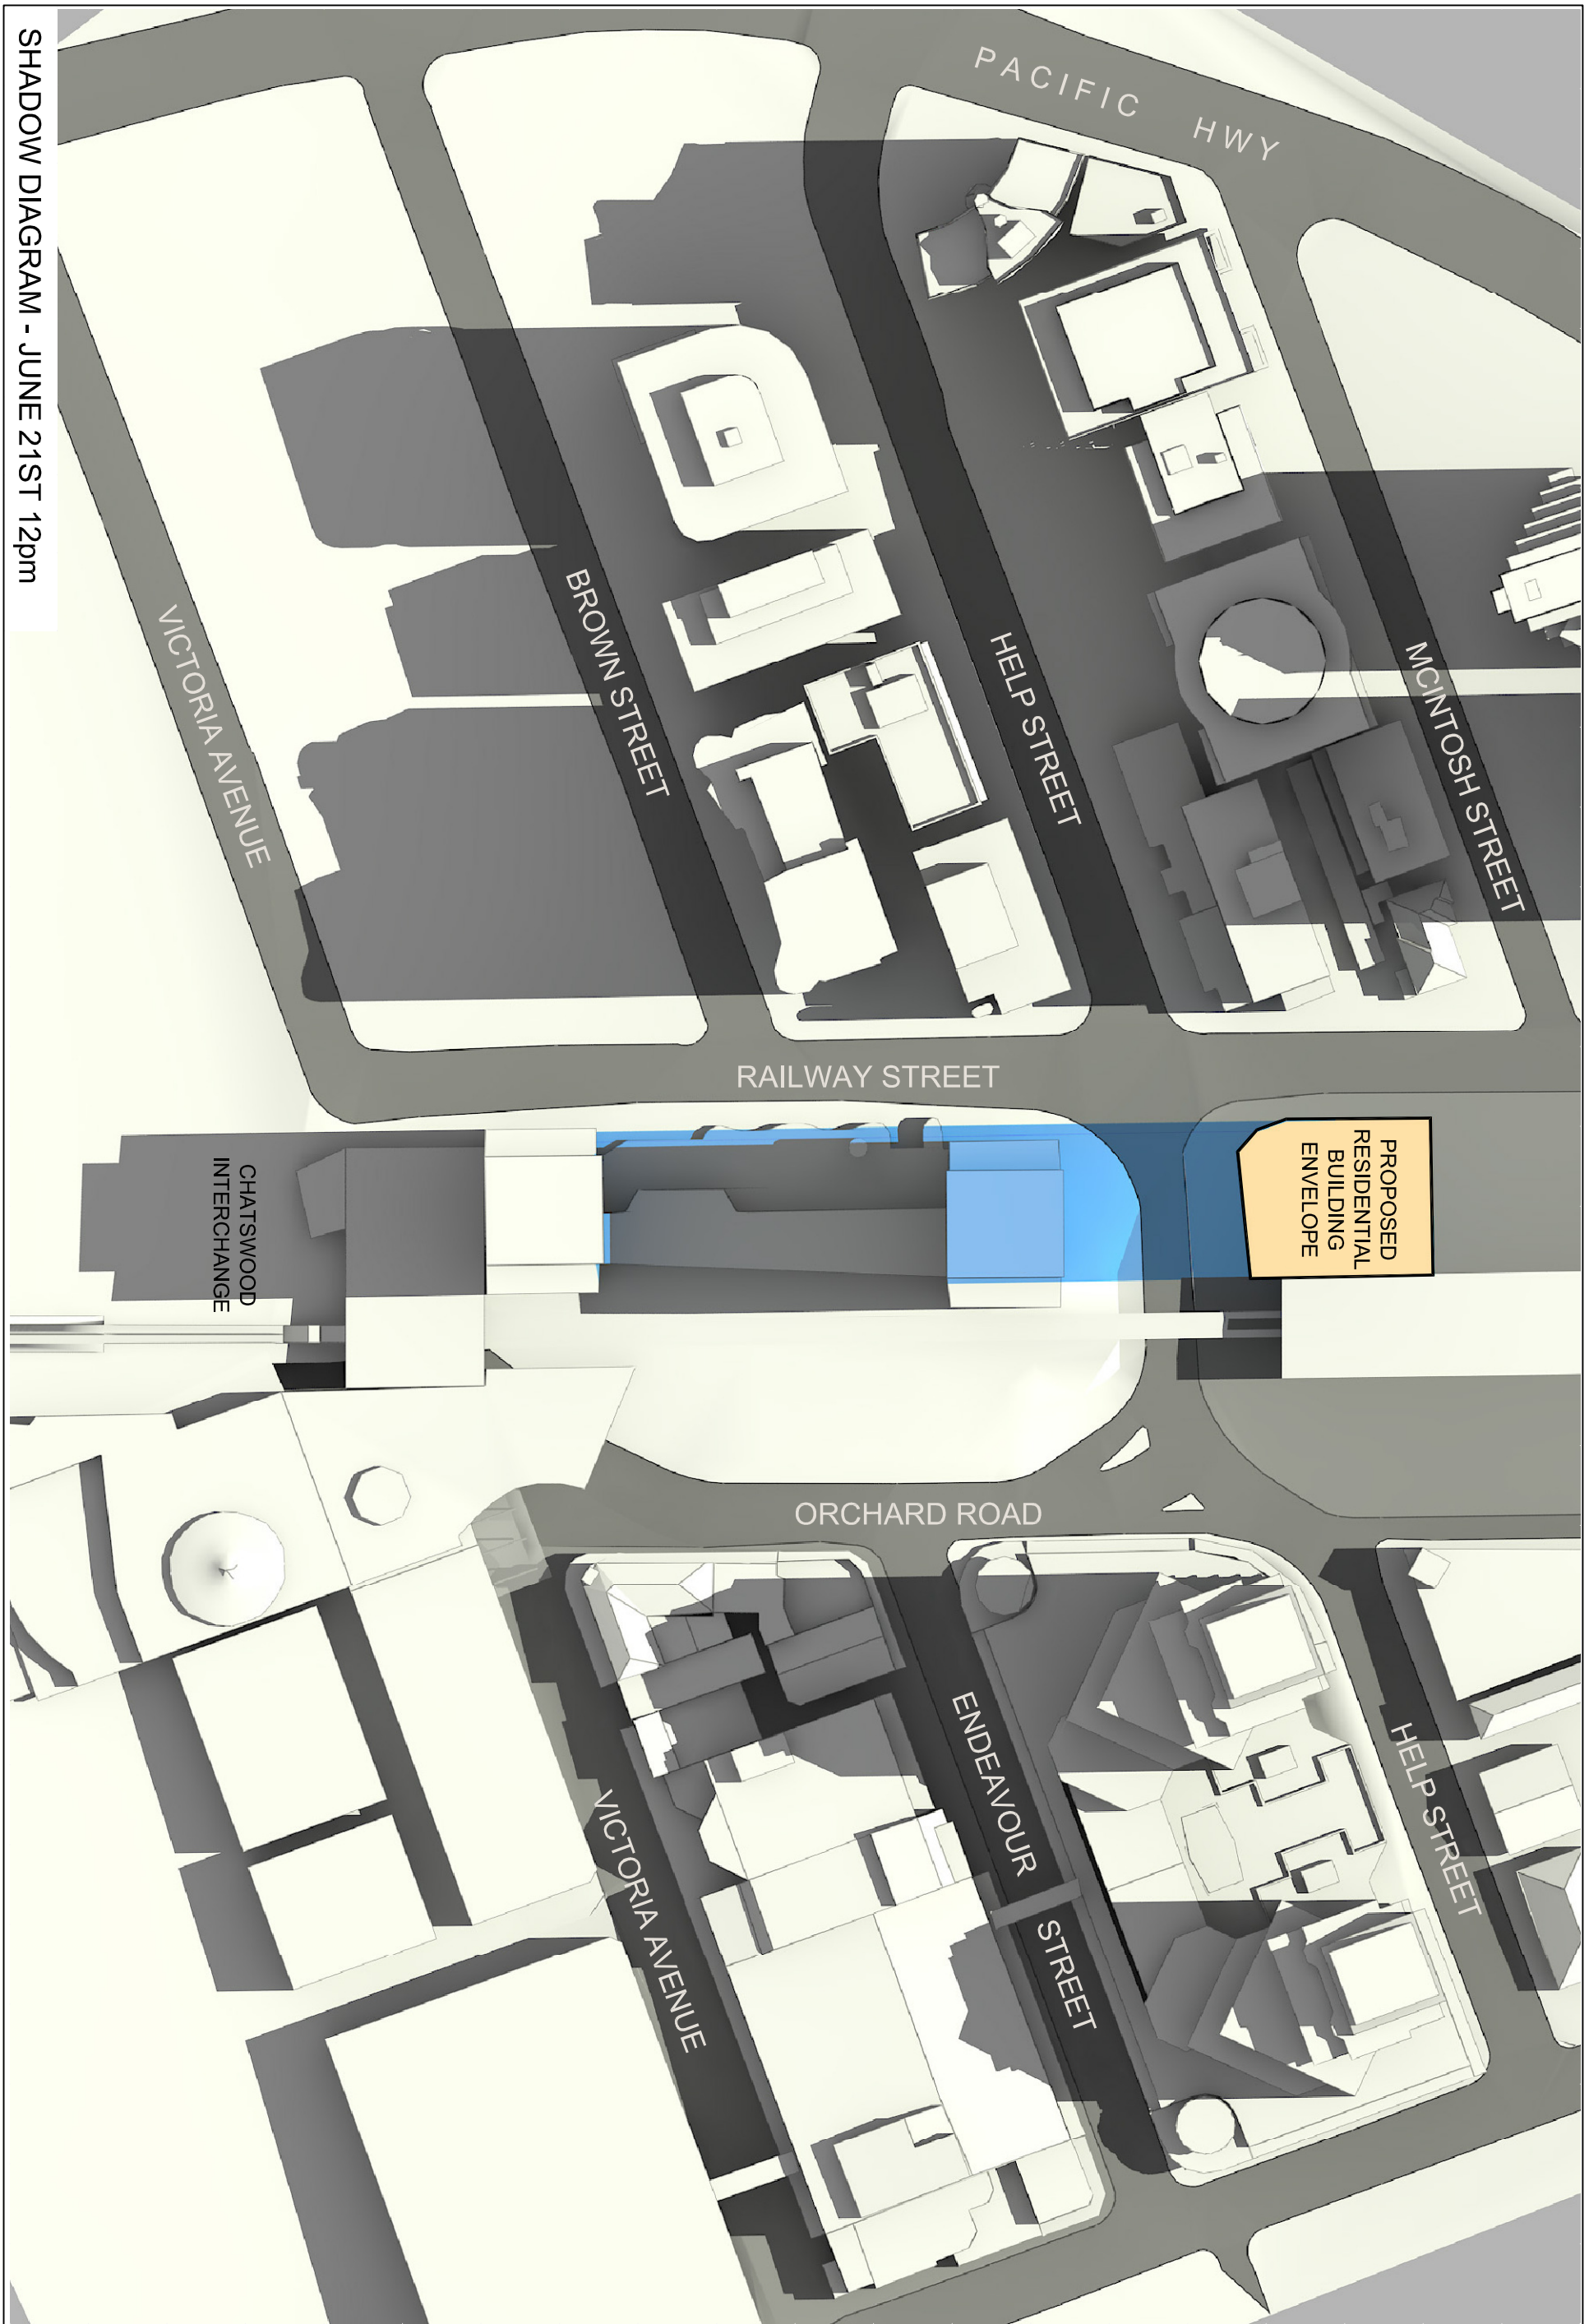 SHADOW DIAGRAM - JUNE 21ST 12pm
PACIFIC HWY
MCINTOSH STREET
HELP STREET
BROWN STREET
VICTORIA AVENUE
RAILWAY STREET
PROPOSED
RESIDENTIAL
BUILDING
ENVELOPE
CHATSWOOD
INTERCHANGE
ORCHARD ROAD
HELP STREET
ENDEAVOUR STREET
VICTORIA AVENUE